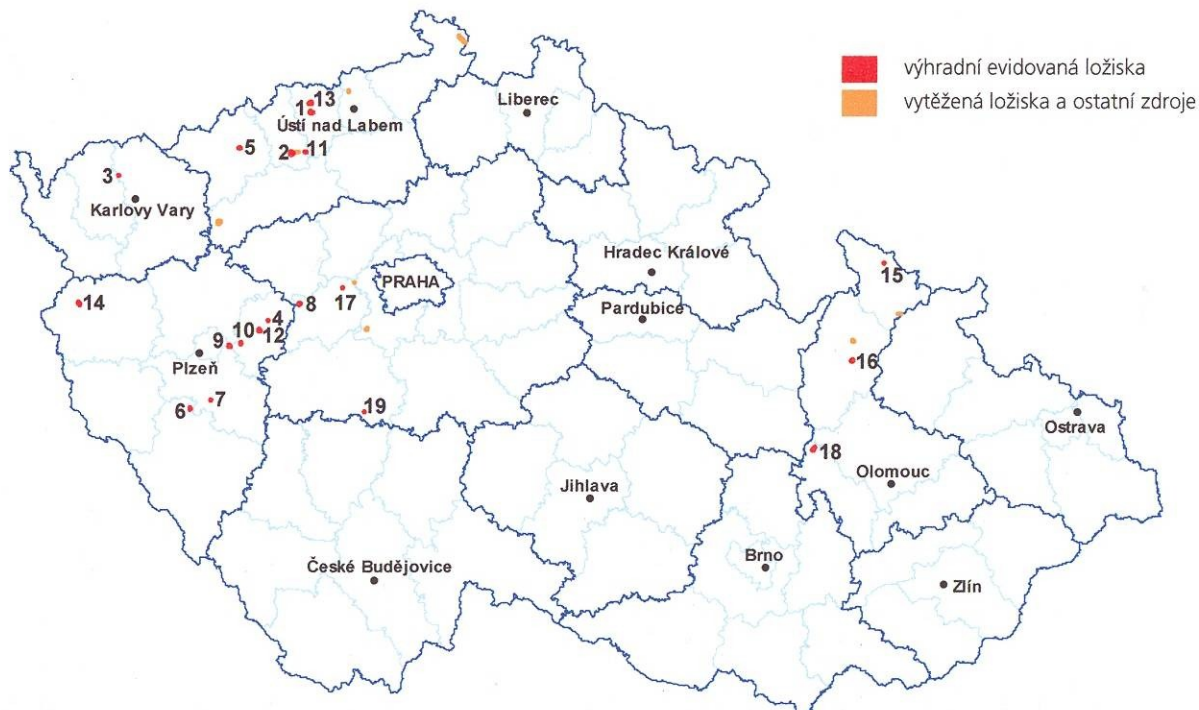 výhradní evidovaná ložiska
vytěžená ložiska a ostatní zdroje
Liberec
1 13
Ústí nad Labem
5
2 11
3
Karlovy Vary
Hradec Králové
15
PRAHA
14
8
17
Pardubice
4
10
12
9
Plzeň
16
7
6
19
Ostrava
18
Olomouc
Jihlava
Brno
České Budějovice
Zlín